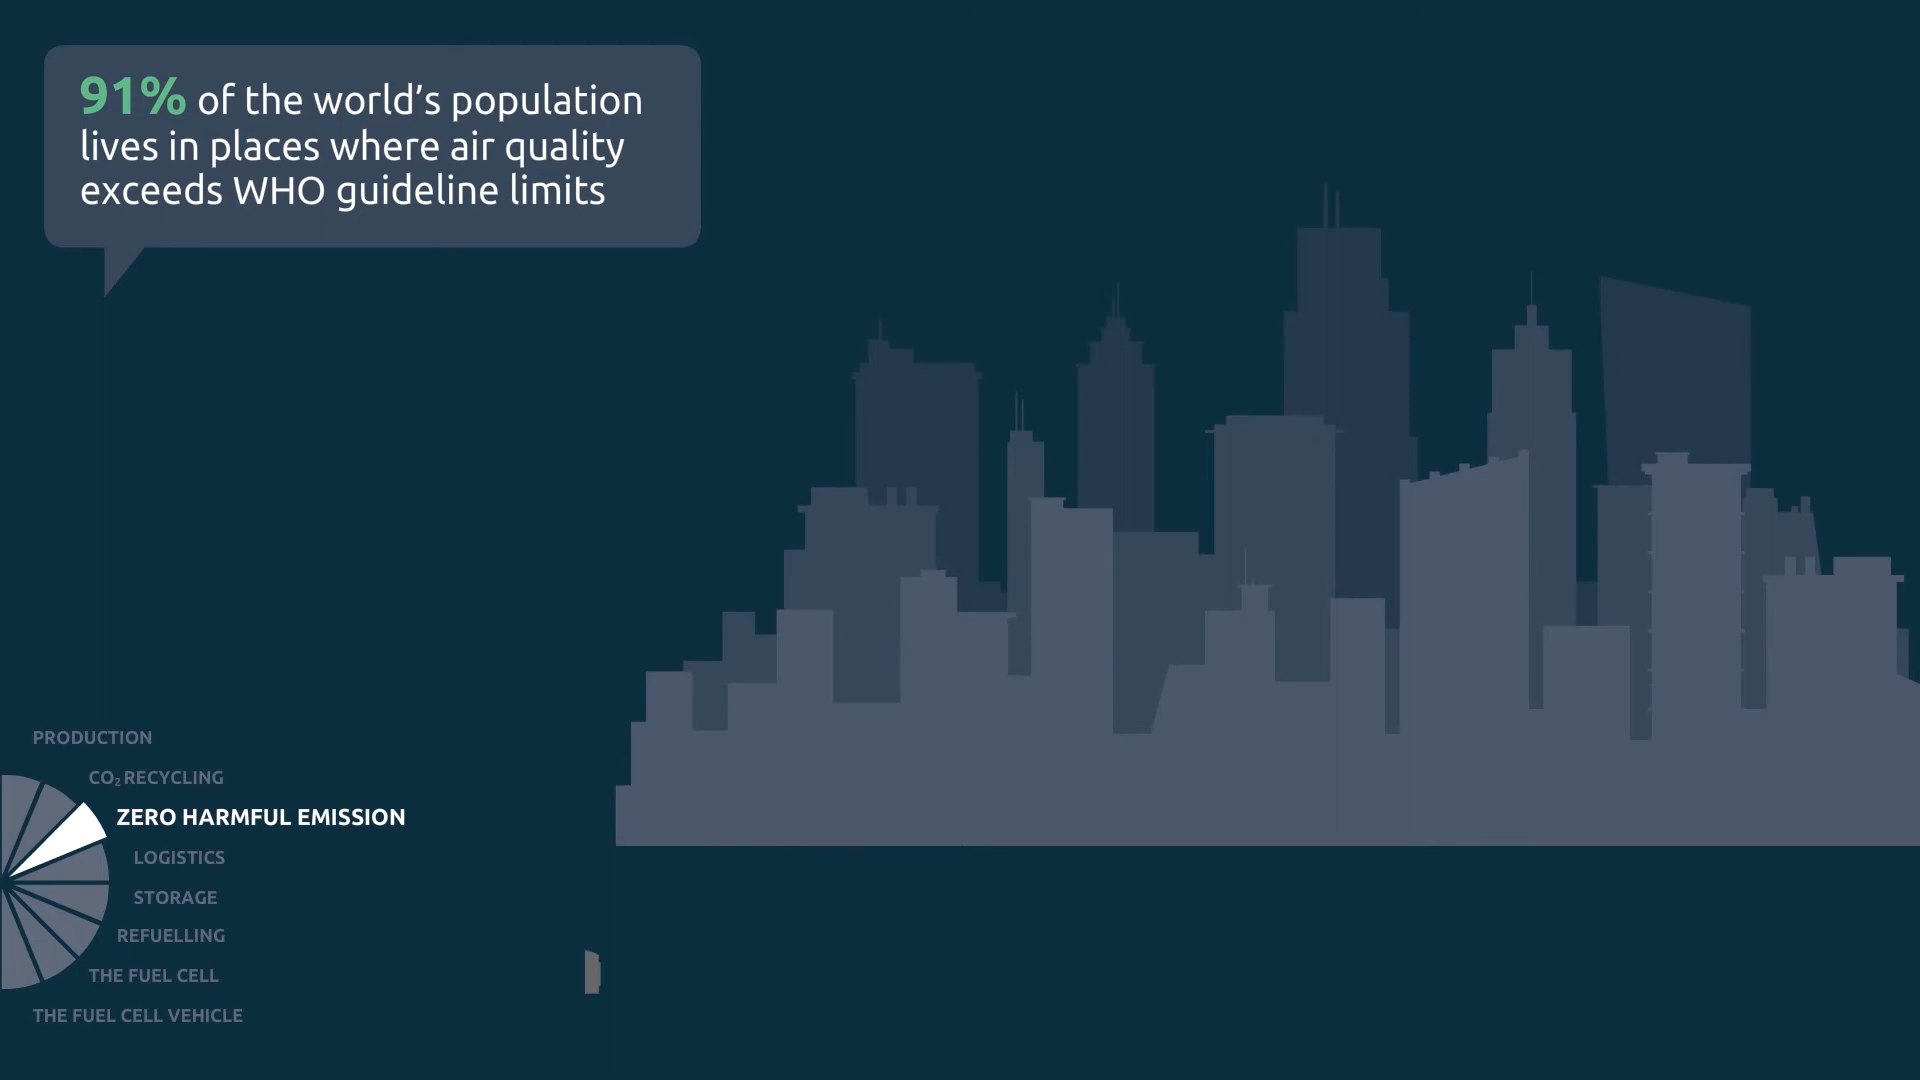 91% of the world’s population
lives in places where air quality
exceeds WHO guideline limits
PRODUCTION
CO₂ RECYCLING
ZERO HARMFUL EMISSION
LOGISTICS
STORAGE
REFUELLING
THE FUEL CELL
THE FUEL CELL VEHICLE